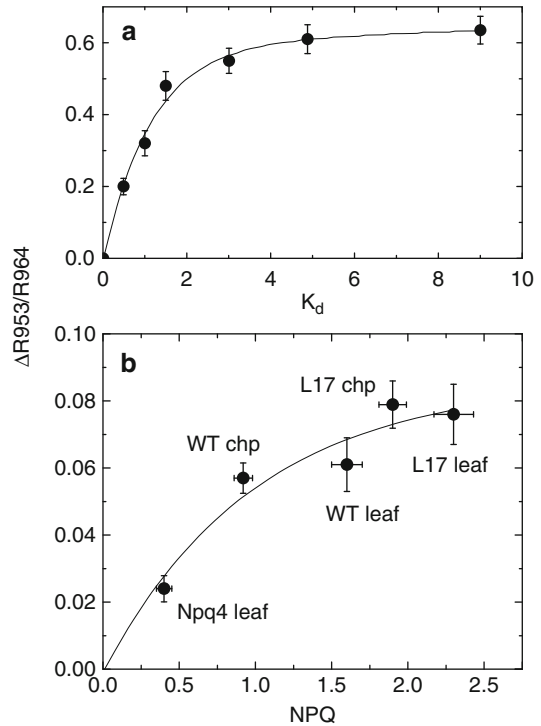 a
0.6
0.4
0.2
0.0
0 2 4 6 8 10
K_d
ΔR953/R964
b
0.10
0.08
0.06
0.04
0.02
0.00
L17 chp
WT chp
L17 leaf
WT leaf
Npq4 leaf
0.0 0.5 1.0 1.5 2.0 2.5
NPQ